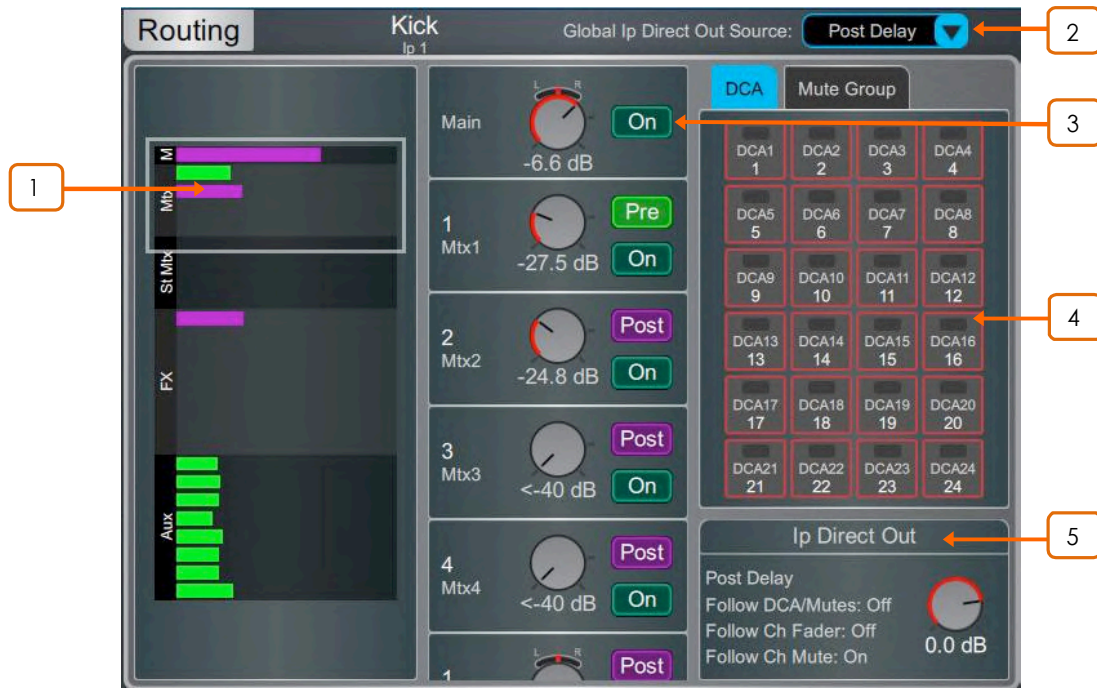 Routing
Kick
Ip 1
Global Ip Direct Out Source:
Post Delay
2
1
M
Mtx
St Mtx
FX
Aux
L R
Main
On
-6.6 dB
3
1
Mtx1
-27.5 dB
Pre
On
2
Mtx2
-24.8 dB
Post
On
3
Mtx3
<-40 dB
Post
On
4
Mtx4
<-40 dB
Post
On
L R
1
Post
DCA
Mute Group
DCA1 DCA2 DCA3 DCA4
1 2 3 4
DCA5 DCA6 DCA7 DCA8
5 6 7 8
DCA9 DCA10 DCA11 DCA12
9 10 11 12
DCA13 DCA14 DCA15 DCA16
13 14 15 16
DCA17 DCA18 DCA19 DCA20
17 18 19 20
DCA21 DCA22 DCA23 DCA24
21 22 23 24
4
Ip Direct Out
5
Post Delay
Follow DCA/Mutes: Off
Follow Ch Fader: Off
Follow Ch Mute: On
0.0 dB